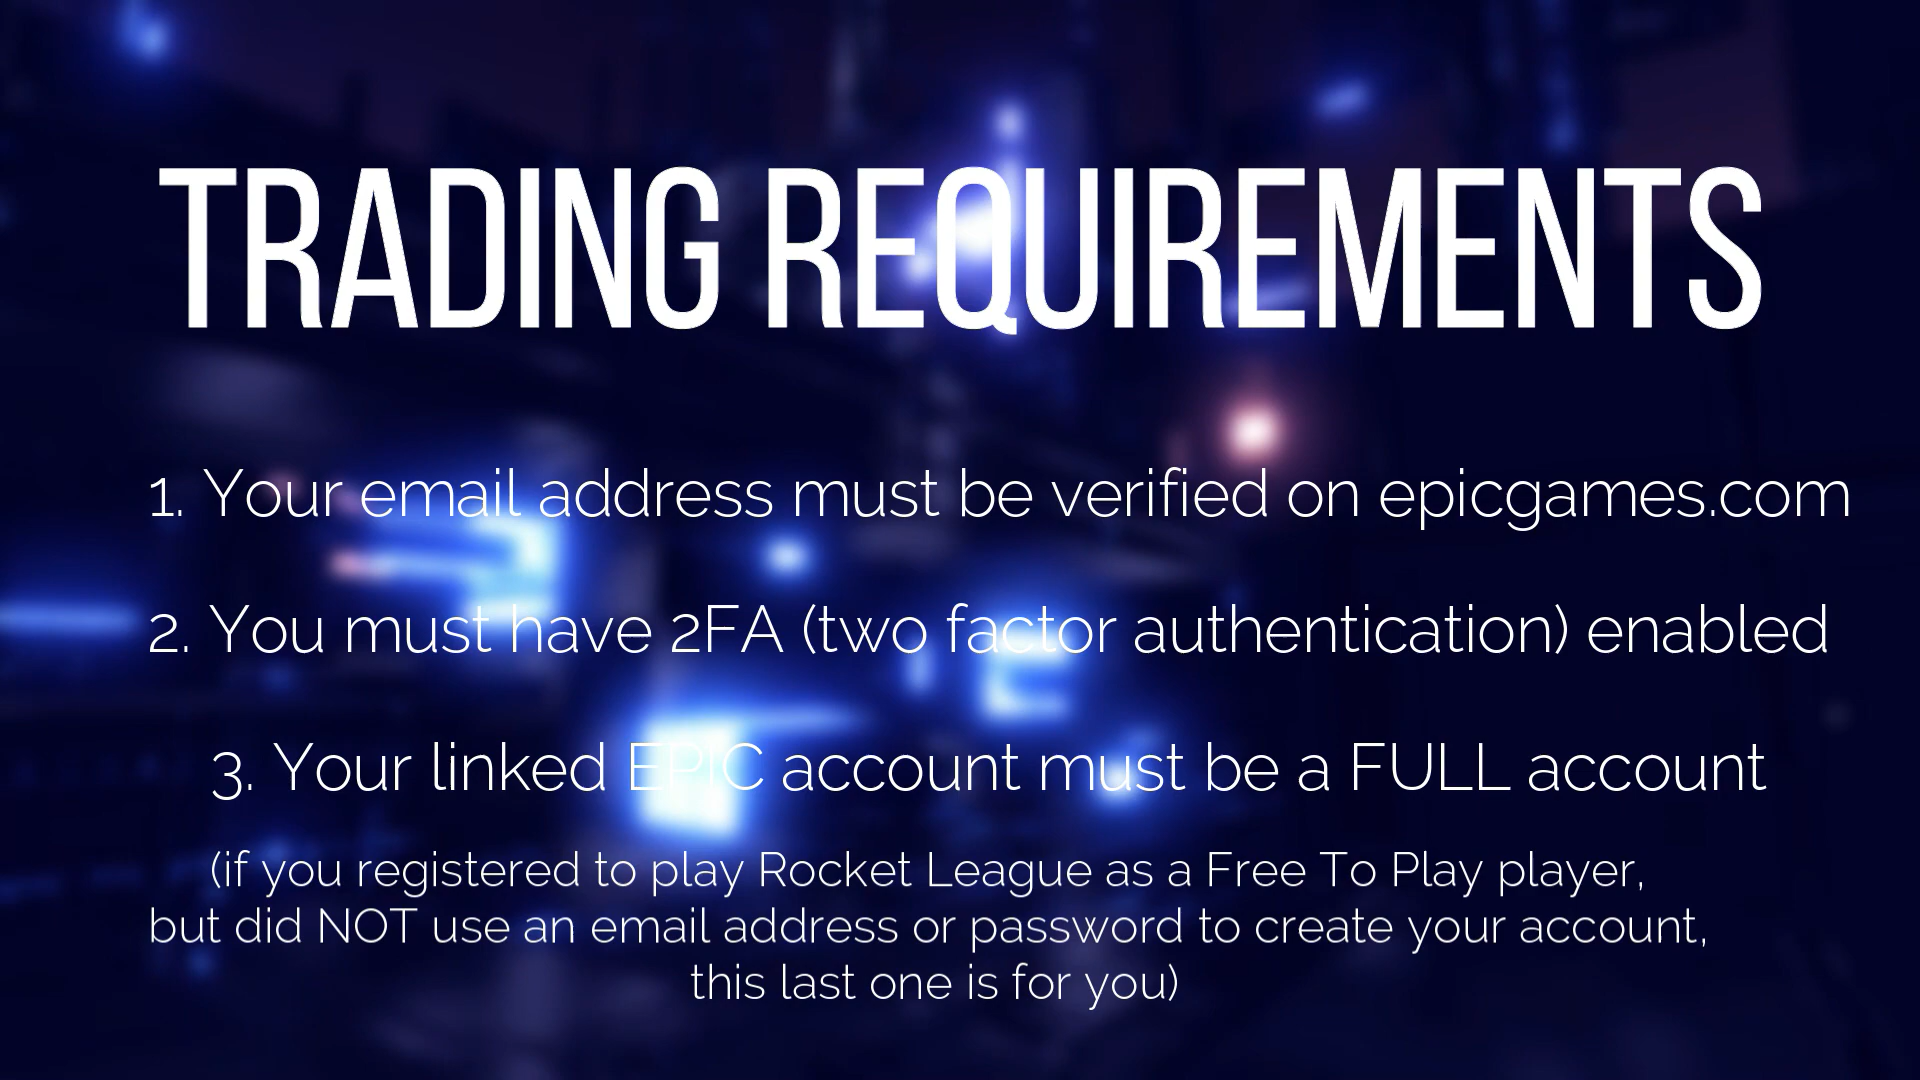 TRADING REQUIREMENTS
1. Your email address must be verified on epicgames.com
2. You must have 2FA (two factor authentication) enabled
3. Your linked EPIC account must be a FULL account
(if you registered to play Rocket League as a Free To Play player,
but did NOT use an email address or password to create your account,
this last one is for you)